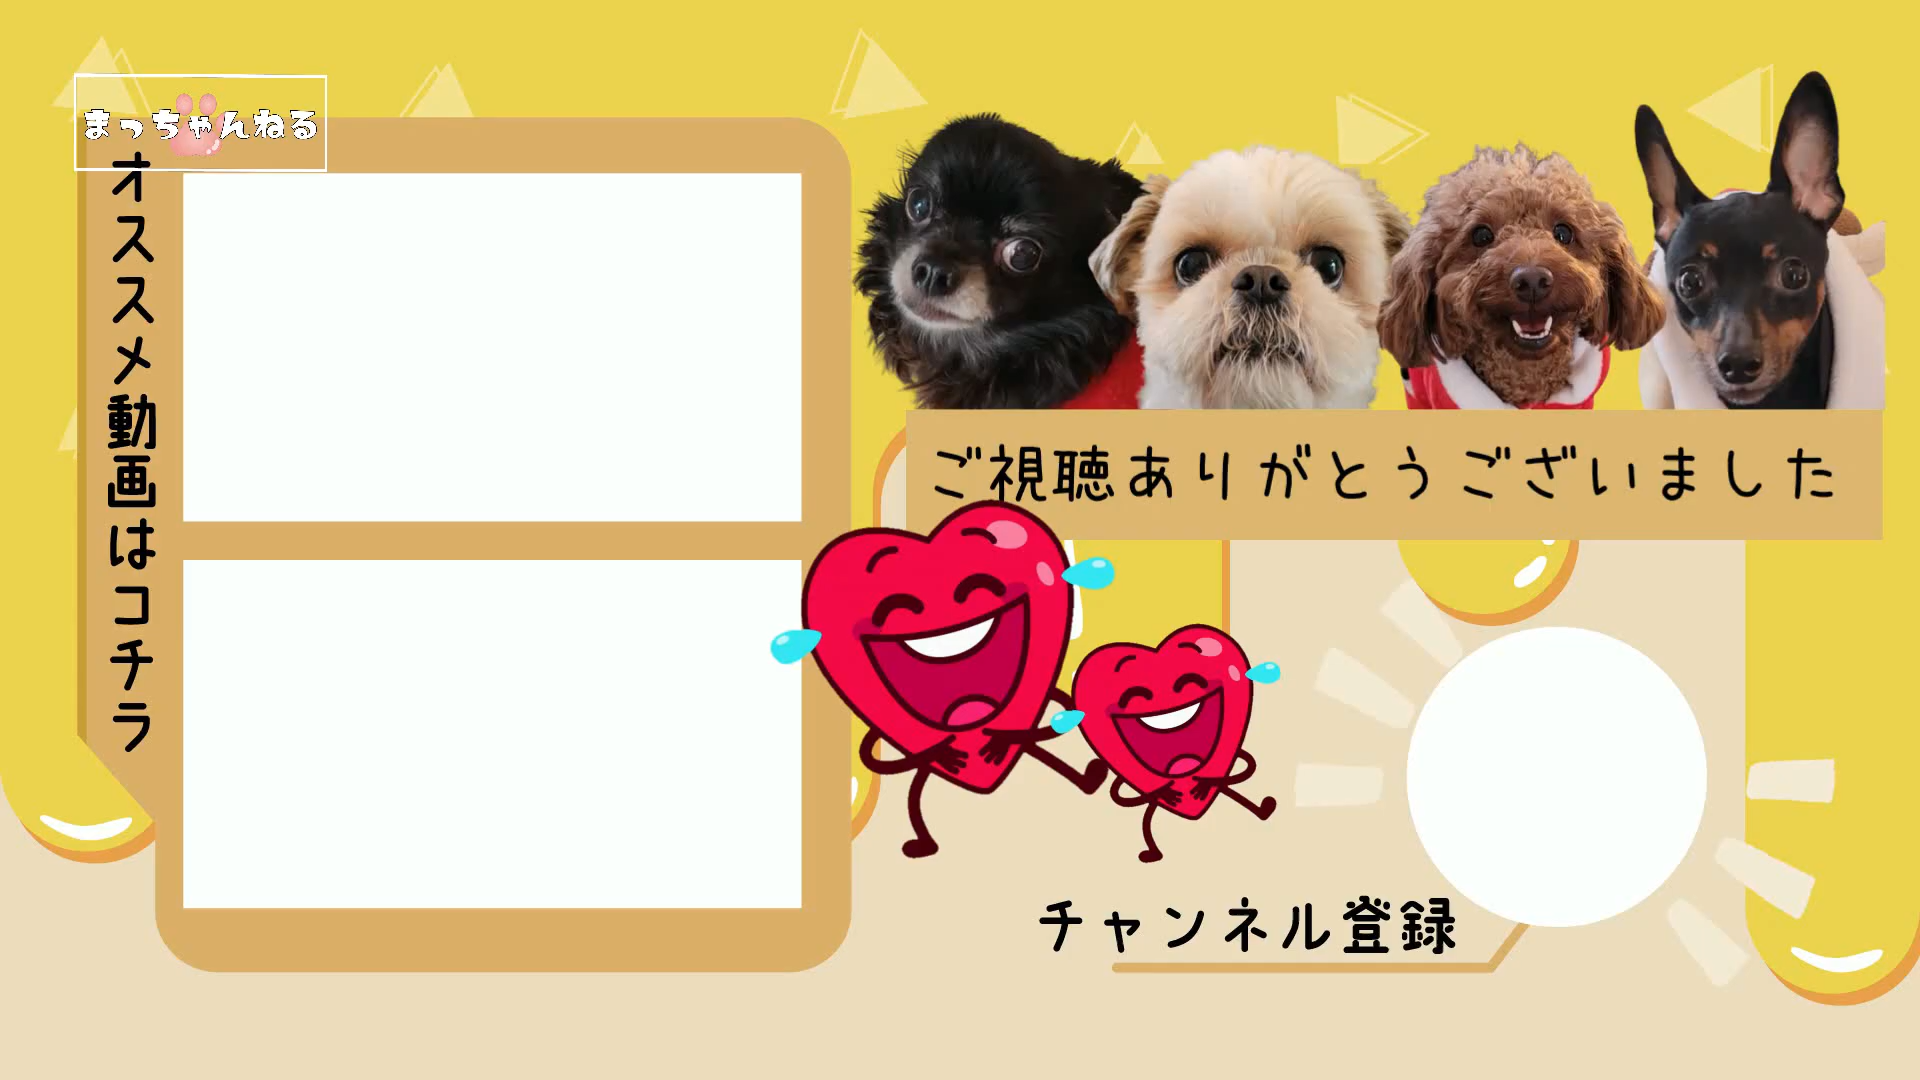 まっちゃんねる
オススメ動画はコチラ
ご視聴ありがとうございました
チャンネル登録